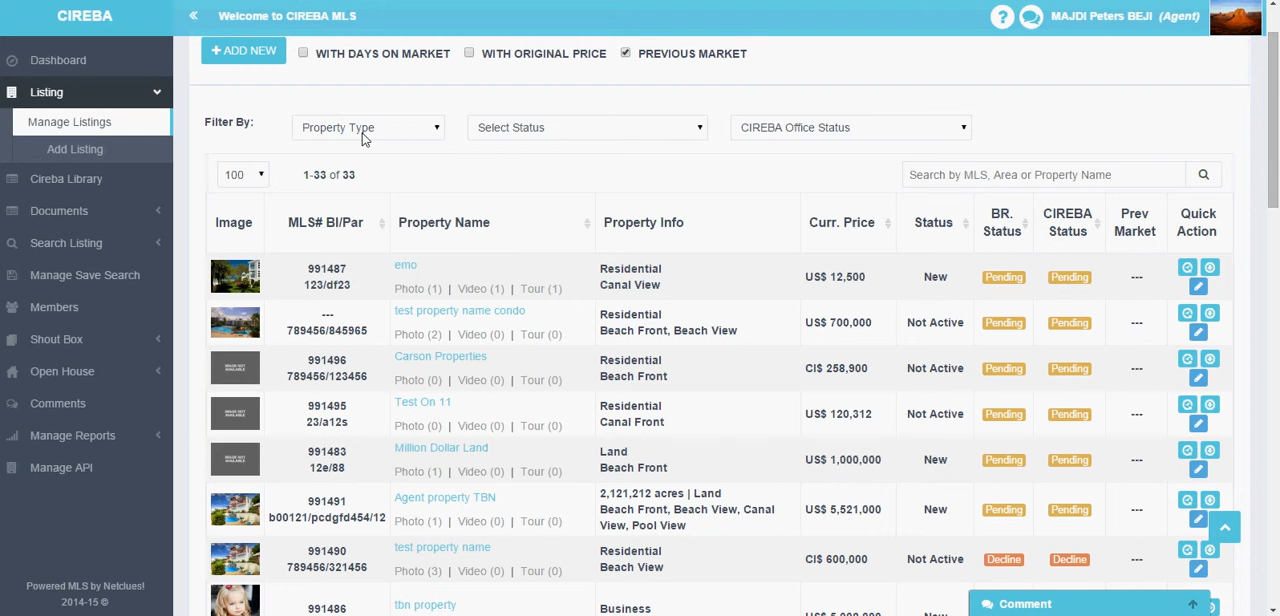 CIREBA
«
Welcome to CIREBA MLS
?
MAJDI Peters BEJI (Agent)
+ ADD NEW
WITH DAYS ON MARKET
WITH ORIGINAL PRICE
PREVIOUS MARKET
Dashboard
Listing
Manage Listings
Add Listing
Cireba Library
Documents
Search Listing
Manage Save Search
Members
Shout Box
Open House
Comments
Manage Reports
Manage API
Powered MLS by Netclues!
2014-15 ©
Filter By:
Property Type
Select Status
CIREBA Office Status
100
1-33 of 33
Search by MLS, Area or Property Name
Image
MLS# Bl/Par
Property Name
Property Info
Curr. Price
Status
BR. Status
CIREBA Status
Prev Market
Quick Action
991487
123/df23
emo
Photo (1) | Video (1) | Tour (1)
Residential
Canal View
US$ 12,500
New
Pending
Pending
---
---
789456/845965
test property name condo
Photo (2) | Video (0) | Tour (0)
Residential
Beach Front, Beach View
US$ 700,000
Not Active
Pending
Pending
---
IMAGE NOT
AVAILABLE
991496
789456/123456
Carson Properties
Photo (0) | Video (0) | Tour (0)
Residential
Beach Front
CI$ 258,900
Not Active
Pending
Pending
---
IMAGE NOT
AVAILABLE
991495
23/a12s
Test On 11
Photo (0) | Video (0) | Tour (0)
Residential
Canal Front
US$ 120,312
Not Active
Pending
Pending
---
IMAGE NOT
AVAILABLE
991483
12e/88
Million Dollar Land
Photo (1) | Video (0) | Tour (0)
Land
Beach Front
US$ 1,000,000
New
Pending
Pending
---
991491
b00121/pcdgfd454/12
Agent property TBN
Photo (1) | Video (0) | Tour (0)
2,121,212 acres | Land
Beach Front, Beach View, Canal
View, Pool View
US$ 5,521,000
New
Pending
Pending
---
991490
789456/321456
test property name
Photo (3) | Video (0) | Tour (0)
Residential
Beach View
CI$ 600,000
Not Active
Decline
Decline
---
991486
tbn property
Business
Comment